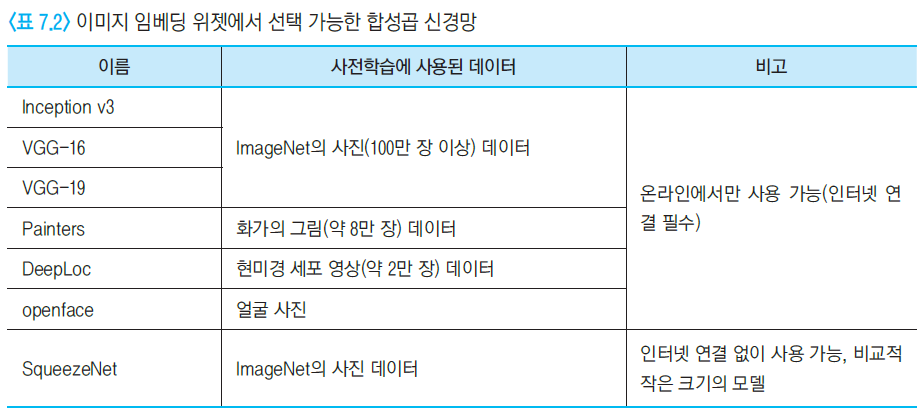 <표 7.2> 이미지 임베딩 위젯에서 선택 가능한 합성곱 신경망
이름 사전학습에 사용된 데이터 비고
Inception v3
VGG-16 ImageNet의 사진(100만 장 이상) 데이터
VGG-19
온라인에서만 사용 가능(인터넷 연
결 필수)
Painters 화가의 그림(약 8만 장) 데이터
DeepLoc 현미경 세포 영상(약 2만 장) 데이터
openface 얼굴 사진
SqueezeNet ImageNet의 사진 데이터
인터넷 연결 없이 사용 가능, 비교적
작은 크기의 모델